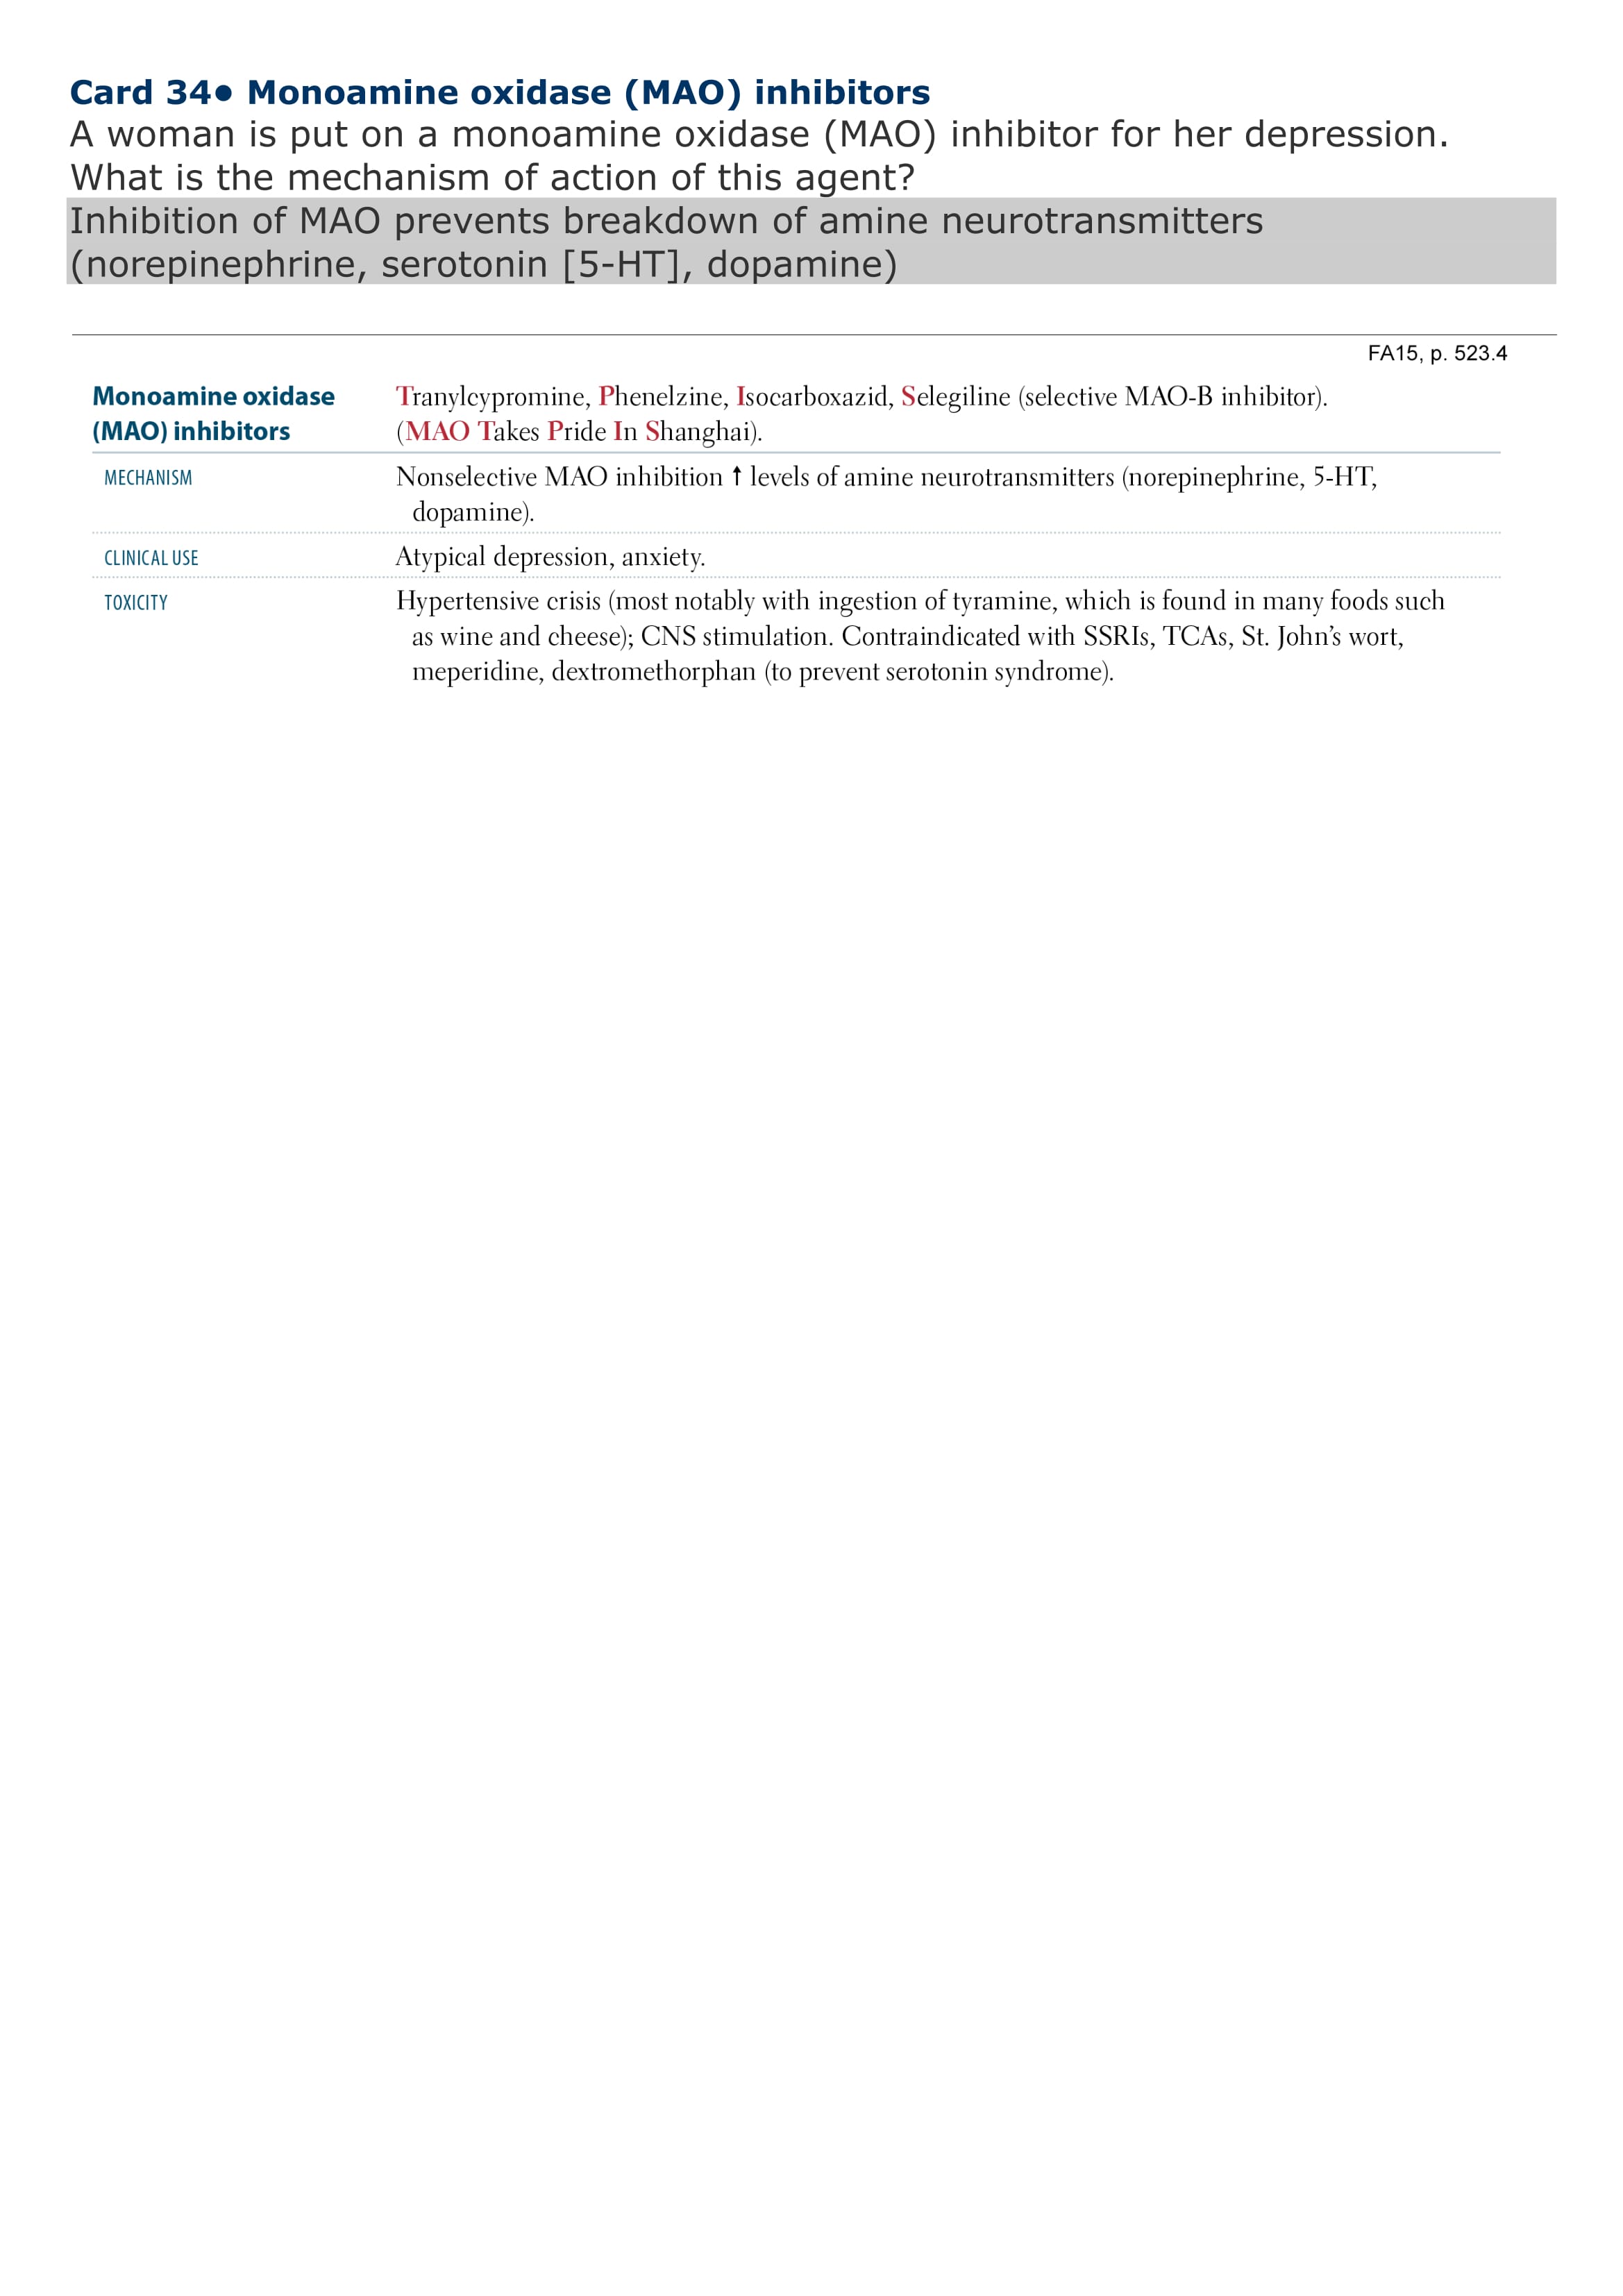 Card 34• Monoamine oxidase (MAO) inhibitors
A woman is put on a monoamine oxidase (MAO) inhibitor for her depression.
What is the mechanism of action of this agent?
Inhibition of MAO prevents breakdown of amine neurotransmitters
(norepinephrine, serotonin [5-HT], dopamine)
FA15, p. 523.4
Monoamine oxidase
(MAO) inhibitors
Tranylcypromine, Phenelzine, Isocarboxazid, Selegiline (selective MAO-B inhibitor).
(MAO Takes Pride In Shanghai).
MECHANISM
Nonselective MAO inhibition ↑ levels of amine neurotransmitters (norepinephrine, 5-HT,
dopamine).
CLINICAL USE
Atypical depression, anxiety.
TOXICITY
Hypertensive crisis (most notably with ingestion of tyramine, which is found in many foods such
as wine and cheese); CNS stimulation. Contraindicated with SSRIs, TCAs, St. John’s wort,
meperidine, dextromethorphan (to prevent serotonin syndrome).